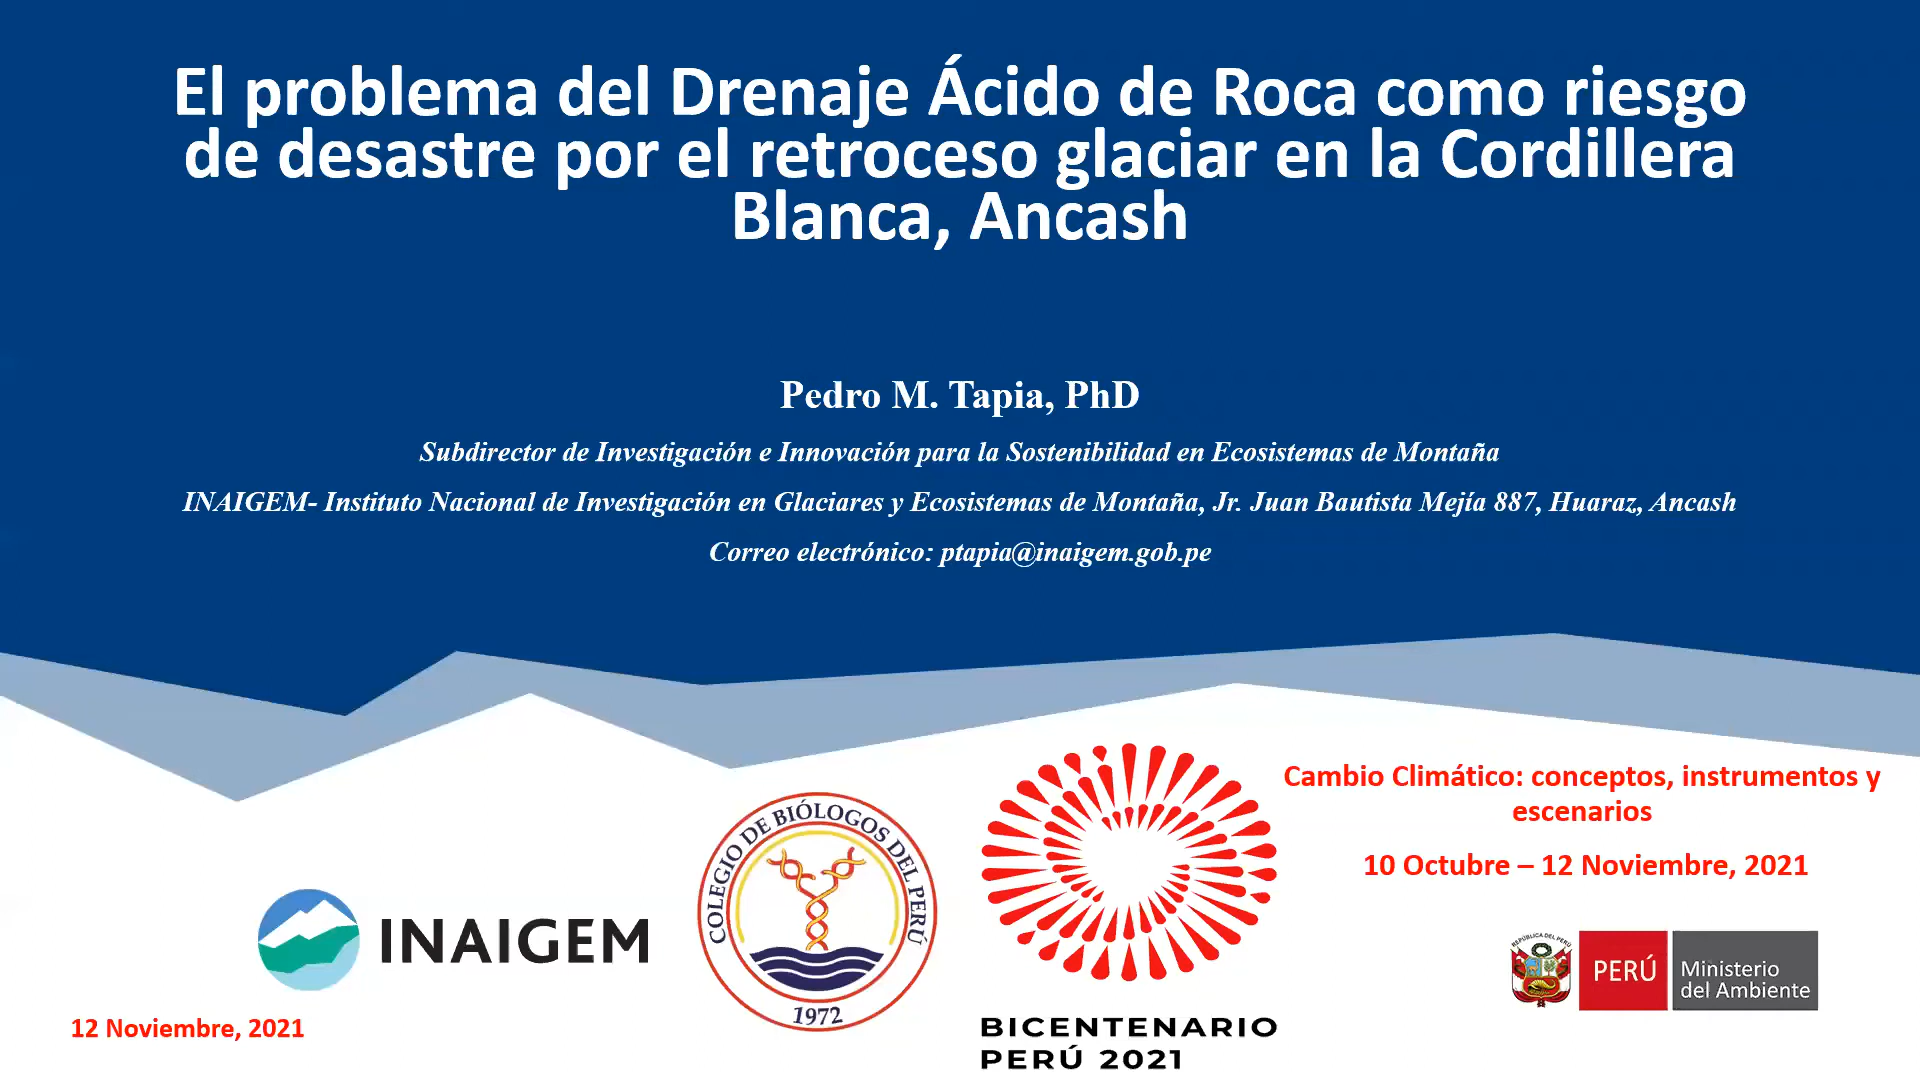 El problema del Drenaje Ácido de Roca como riesgo
de desastre por el retroceso glaciar en la Cordillera
Blanca, Ancash
Pedro M. Tapia, PhD
Subdirector de Investigación e Innovación para la Sostenibilidad en Ecosistemas de Montaña
INAIGEM- Instituto Nacional de Investigación en Glaciares y Ecosistemas de Montaña, Jr. Juan Bautista Mejía 887, Huaraz, Ancash
Correo electrónico: ptapia@inaigem.gob.pe
Cambio Climático: conceptos, instrumentos y
escenarios
10 Octubre – 12 Noviembre, 2021
INAIGEM
COLEGIO DE BIÓLOGOS DEL PERÚ
1972
BICENTENARIO
PERÚ 2021
REPÚBLICA DEL PERÚ
PERÚ
Ministerio
del Ambiente
12 Noviembre, 2021